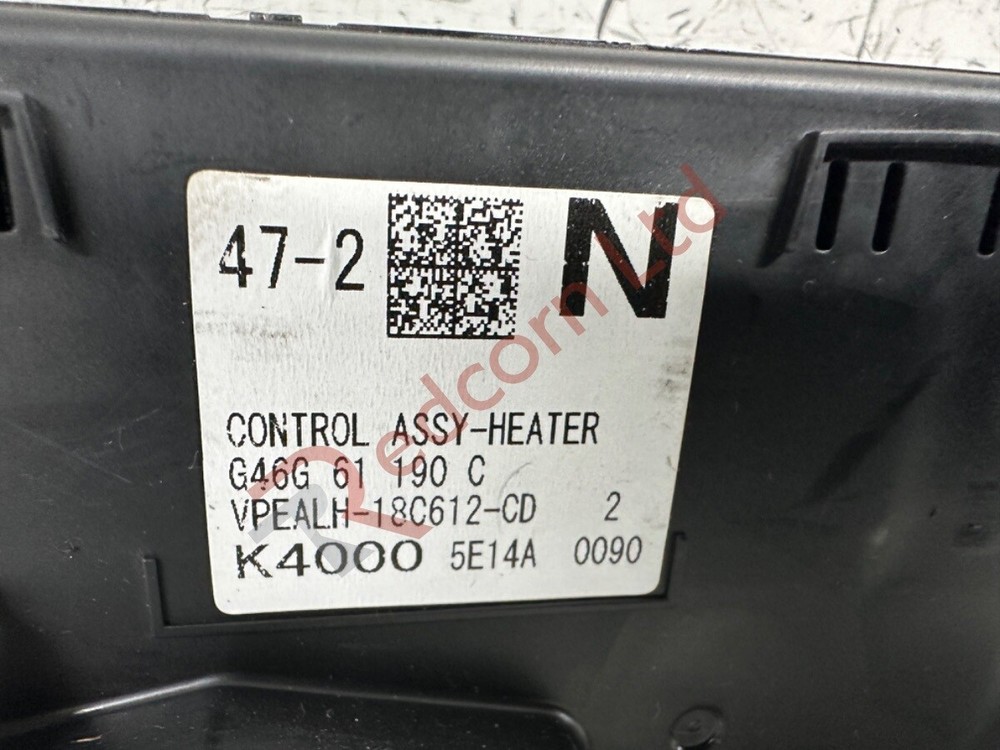 47-2 N
CONTROL ASSY-HEATER
G46G 61 190 C
VPEALH-18C612-CD 2
K4000 5E14A 0090
Redcorn Ltd